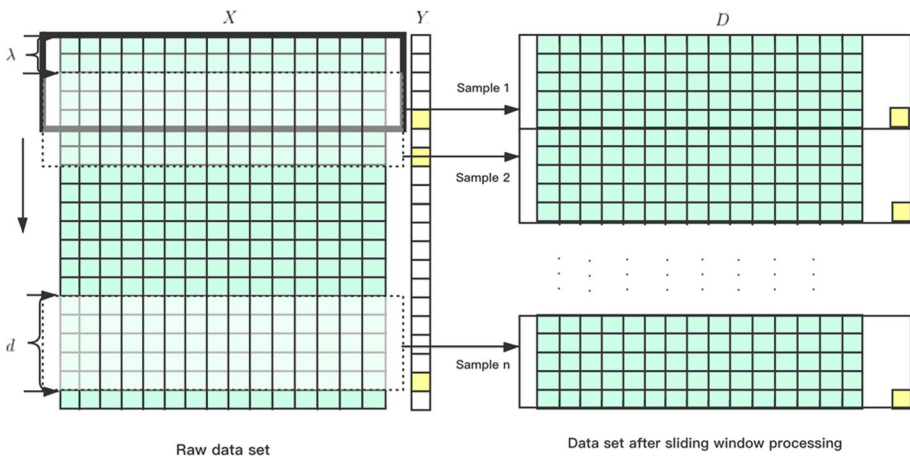 X
Y
D
λ
Sample 1
Sample 2
d
Sample n
Raw data set
Data set after sliding window processing